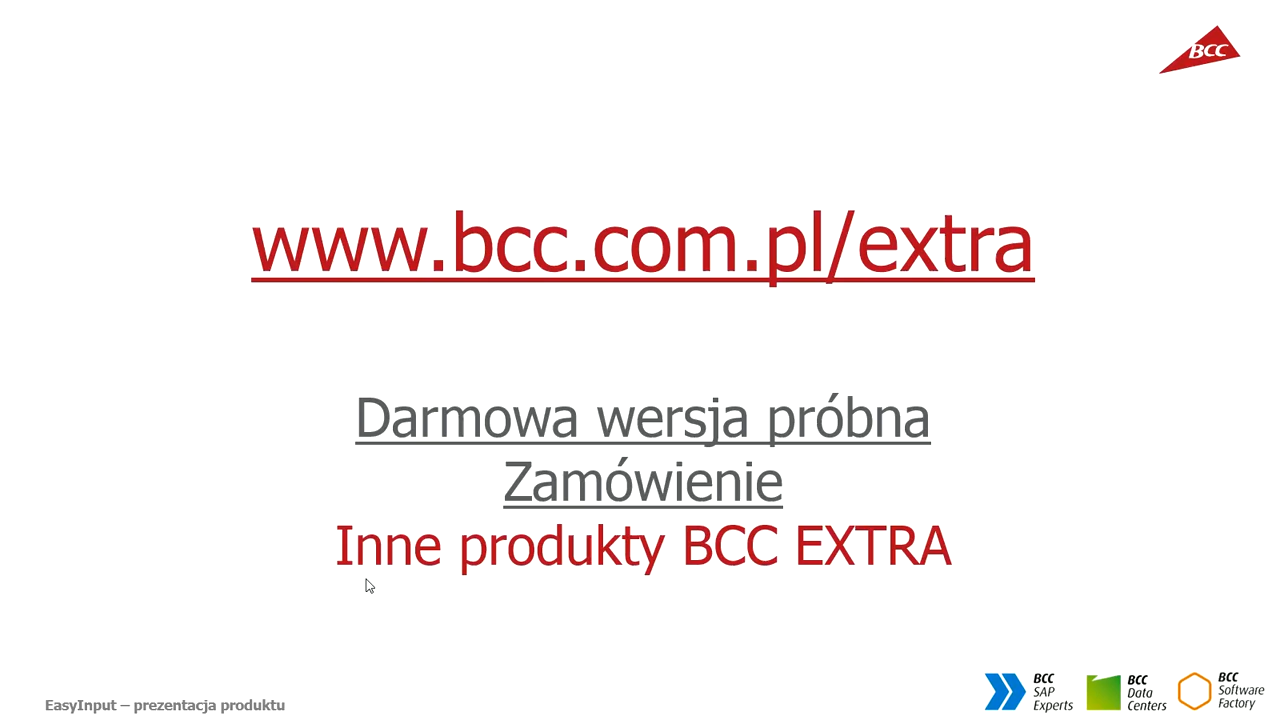 BCC
www.bcc.com.pl/extra
Darmowa wersja próbna
Zamówienie
Inne produkty BCC EXTRA
EasyInput – prezentacja produktu
BCC
SAP
Experts
BCC
Data
Centers
BCC
Software
Factory